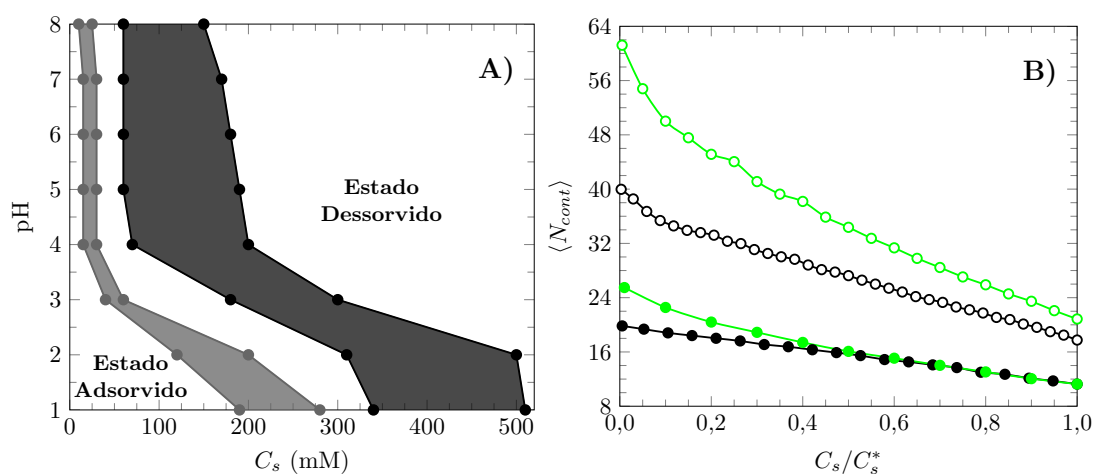 A)
8
7
6
5
4
3
2
1
pH
Estado
Dessorvido
Estado
Adsorvido
0
100
200
300
400
500
C_s (mM)
B)
64
56
48
40
32
24
16
8
⟨N_cont⟩
0,0
0,2
0,4
0,6
0,8
1,0
C_s/C_s^*